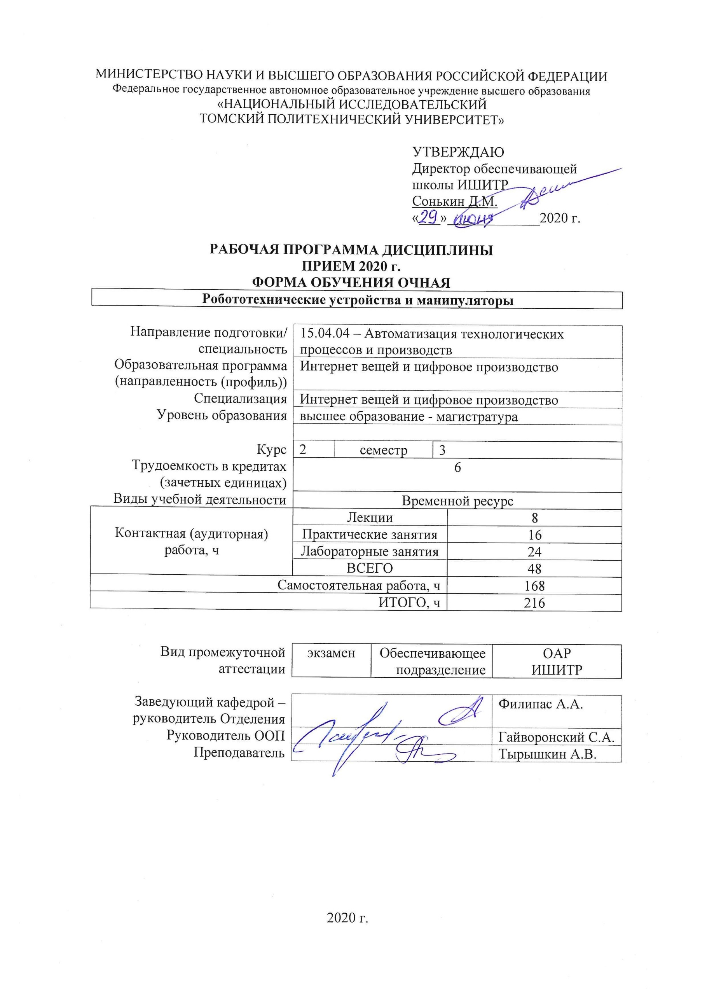 МИНИСТЕРСТВО НАУКИ И ВЫСШЕГО ОБРАЗОВАНИЯ РОССИЙСКОЙ ФЕДЕРАЦИИ
Федеральное государственное автономное образовательное учреждение высшего образования
«НАЦИОНАЛЬНЫЙ ИССЛЕДОВАТЕЛЬСКИЙ
ТОМСКИЙ ПОЛИТЕХНИЧЕСКИЙ УНИВЕРСИТЕТ»
УТВЕРЖДАЮ
Директор обеспечивающей
школы ИШИТР
Сонькин Д.М.
«29» июня 2020 г.
РАБОЧАЯ ПРОГРАММА ДИСЦИПЛИНЫ
ПРИЕМ 2020 г.
ФОРМА ОБУЧЕНИЯ ОЧНАЯ
Робототехнические устройства и манипуляторы
Направление подготовки/ 15.04.04 – Автоматизация технологических
специальность процессов и производств
Образовательная программа Интернет вещей и цифровое производство
(направленность (профиль))
Специализация Интернет вещей и цифровое производство
Уровень образования высшее образование - магистратура
Курс 2 семестр 3
Трудоемкость в кредитах 6
(зачетных единицах)
Виды учебной деятельности Временной ресурс
Лекции 8
Контактная (аудиторная) Практические занятия 16
работа, ч Лабораторные занятия 24
ВСЕГО 48
Самостоятельная работа, ч 168
ИТОГО, ч 216
Вид промежуточной экзамен Обеспечивающее ОАР
аттестации подразделение ИШИТР
Заведующий кафедрой – Филипас А.А.
руководитель Отделения
Руководитель ООП Гайворонский С.А.
Преподаватель Тырышкин А.В.
2020 г.